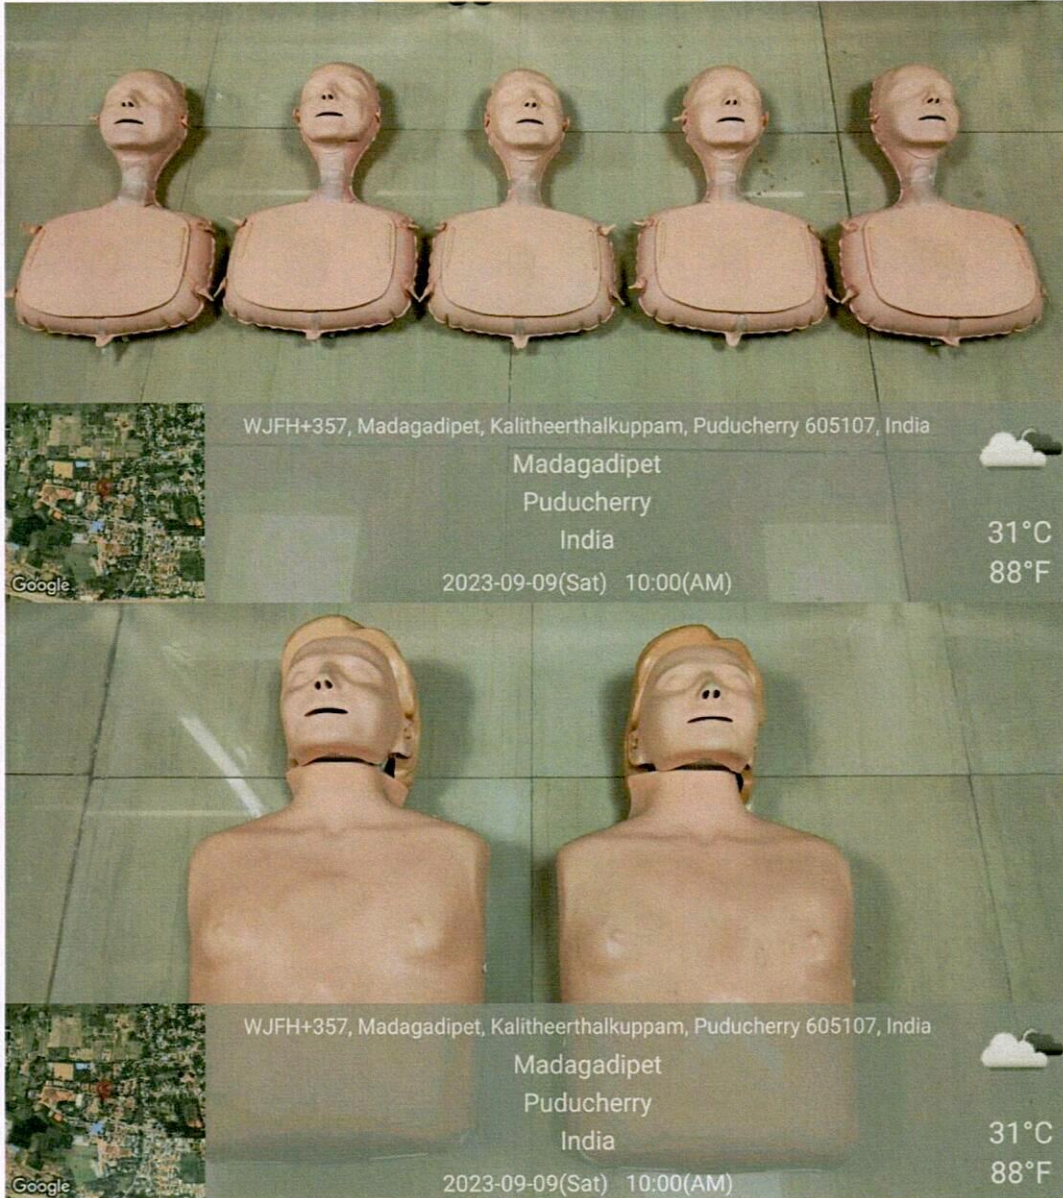 WJFH+357, Madagadipet, Kalitheerthalkuppam, Puducherry 605107, India
Madagadipet
Puducherry
India
31°C
88°F
2023-09-09(Sat) 10:00(AM)
Google
WJFH+357, Madagadipet, Kalitheerthalkuppam, Puducherry 605107, India
Madagadipet
Puducherry
India
31°C
88°F
2023-09-09(Sat) 10:00(AM)
Google